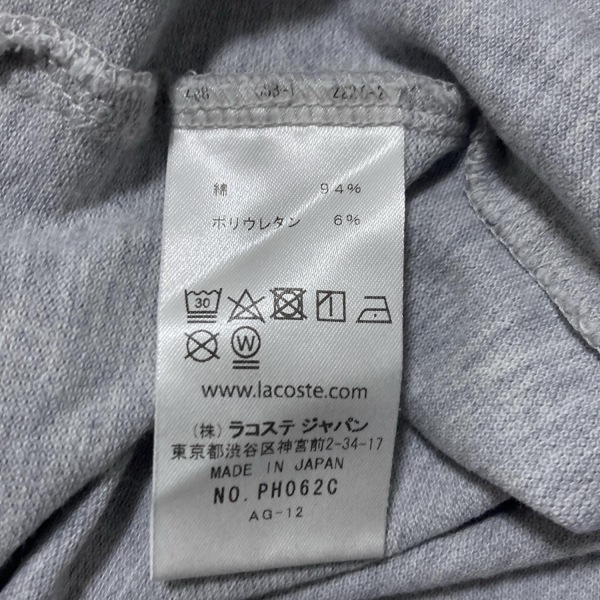 綿 94%
ポリウレタン 6%
30
W
www.lacoste.com
(株) ラコステ ジャパン
東京都渋谷区神宮前2-34-17
MADE IN JAPAN
NO. PH062C
AG-12